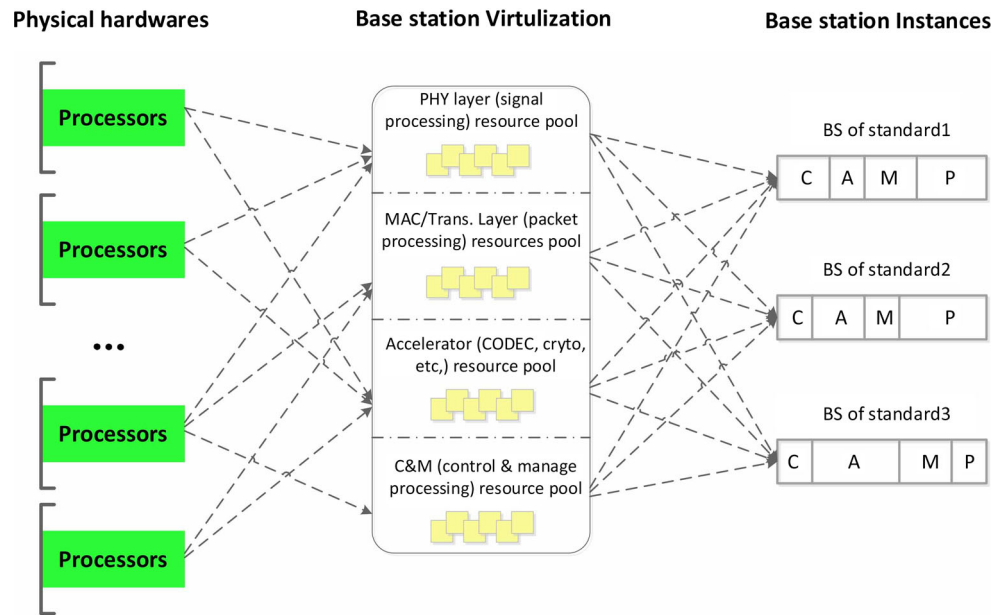 Physical hardwares
Base station Virtulization
Base station Instances
Processors
Processors
...
Processors
Processors
PHY layer (signal
processing) resource pool
MAC/Trans. Layer (packet
processing) resources pool
Accelerator (CODEC, cryto,
etc,) resource pool
C&M (control & manage
processing) resource pool
BS of standard1
C A M P
BS of standard2
C A M P
BS of standard3
C A M P